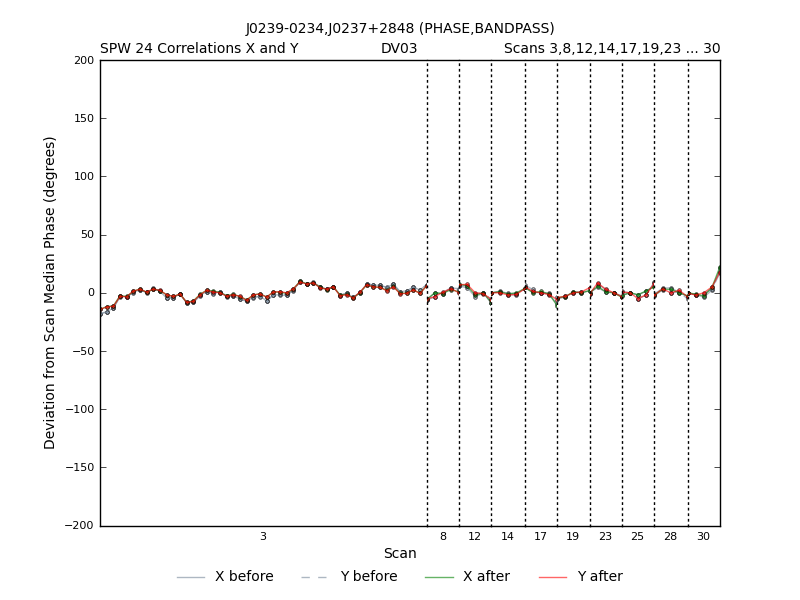 J0239-0234,J0237+2848 (PHASE,BANDPASS)
SPW 24 Correlations X and Y DV03 Scans 3,8,12,14,17,19,23 ... 30
Deviation from Scan Median Phase (degrees)
200
150
100
50
0
−50
−100
−150
−200
3 8 12 14 17 19 23 25 28 30
Scan
X before Y before X after Y after